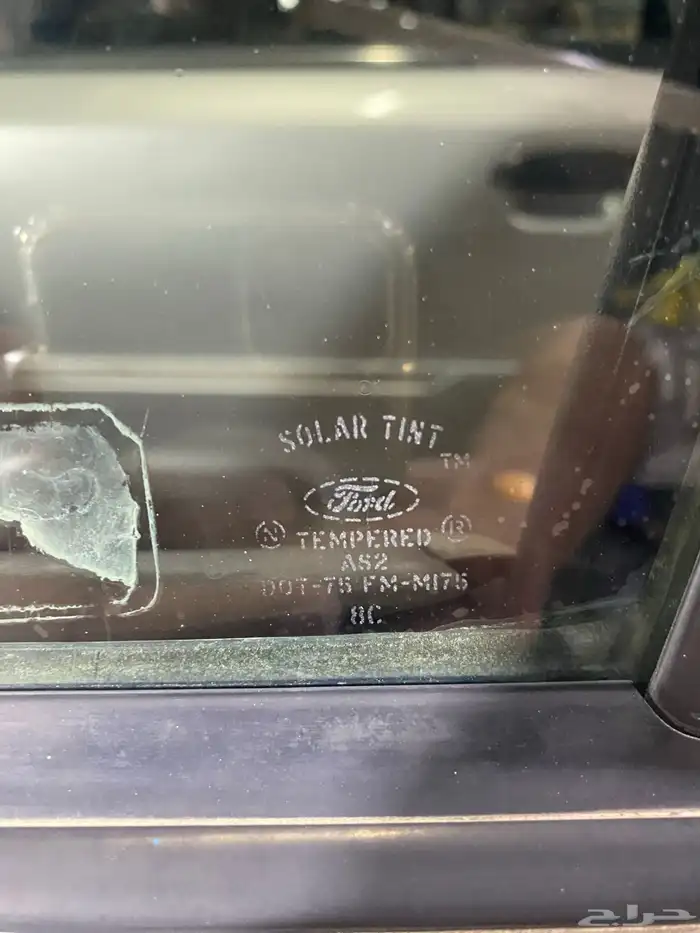 SOLAR TINT
TM
Ford
N TEMPERED R
AS2
DOT-75 FM-M175
8C
حراج